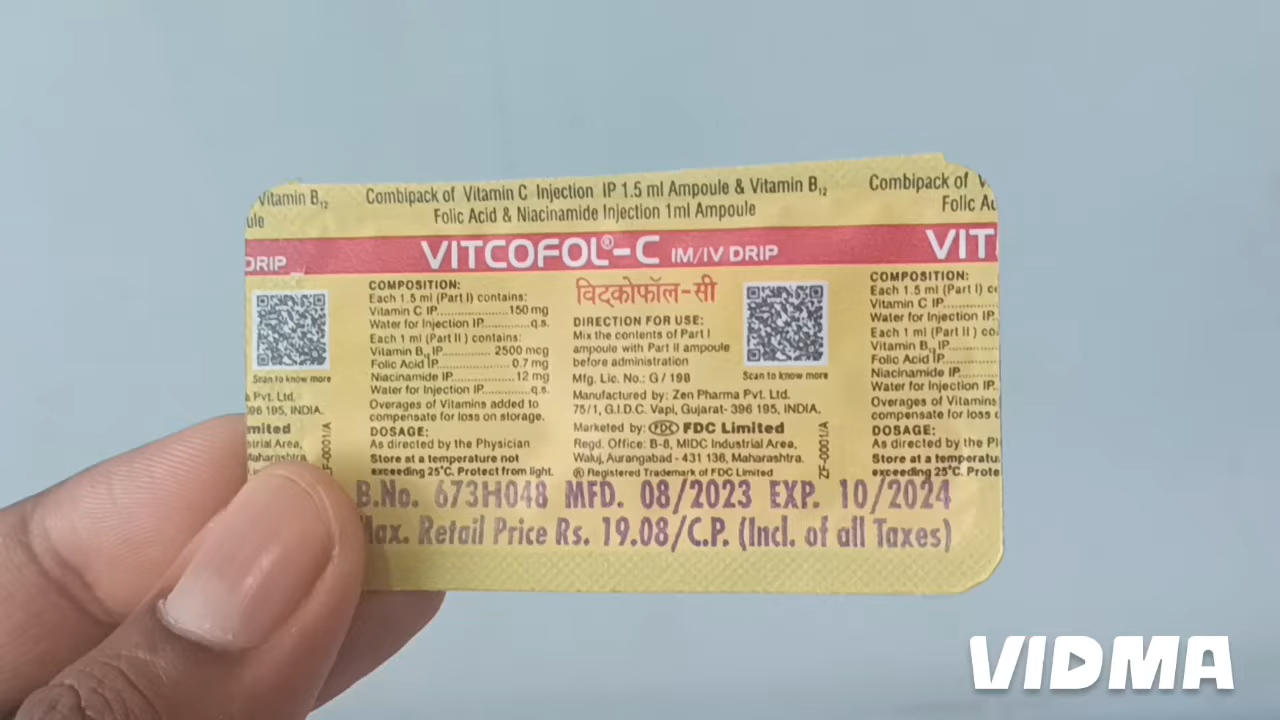 Vitamin B12
ule
Combipack of Vitamin C Injection IP 1.5 ml Ampoule & Vitamin B12
Folic Acid & Niacinamide Injection 1ml Ampoule
Combipack of V
Folic Ac
DRIP
VITCOFOL®-C IM/IV DRIP
VIT
Scan to know more
a Pvt. Ltd.
96 195, INDIA.
mited
strial Area,
aharashtra.
ZF-0001/A
COMPOSITION:
Each 1.5 ml (Part I) contains:
Vitamin C IP..............150 mg
Water for Injection IP..............q.s.
Each 1 ml (Part II) contains:
Vitamin B12 IP.............. 2500 mcg
Folic Acid IP.............. 0.7 mg
Niacinamide IP..............12 mg
Water for Injection IP..............q.s.
Overages of Vitamins added to
compensate for loss on storage.
DOSAGE:
As directed by the Physician
Store at a temperature not
exceeding 25°C. Protect from light.
विट्कोफॉल-सी
DIRECTION FOR USE:
Mix the contents of Part I
ampoule with Part II ampoule
before administration
Mfg. Lic. No.: G/198
Manufactured by: Zen Pharma Pvt. Ltd.
75/1, G.I.D.C. Vapi, Gujarat- 396 195, INDIA.
Marketed by: FDC FDC Limited
Regd. Office: B-8, MIDC Industrial Area,
Waluj, Aurangabad - 431 136, Maharashtra.
® Registered Trademark of FDC Limited
Scan to know more
ZF-0001/A
COMPOSITION:
Each 1.5 ml (Part I) co
Vitamin C IP..............
Water for Injection IP.
Each 1 ml (Part II) co
Vitamin B12 IP..............
Folic Acid IP..............
Niacinamide IP..............
Water for Injection IP.
Overages of Vitamins
compensate for loss o
DOSAGE:
As directed by the Ph
Store at a temperatu
exceeding 25°C. Prote
B.No. 673H048 MFD. 08/2023 EXP. 10/2024
ax. Retail Price Rs. 19.08/C.P. (Incl. of all Taxes)
VIDMA